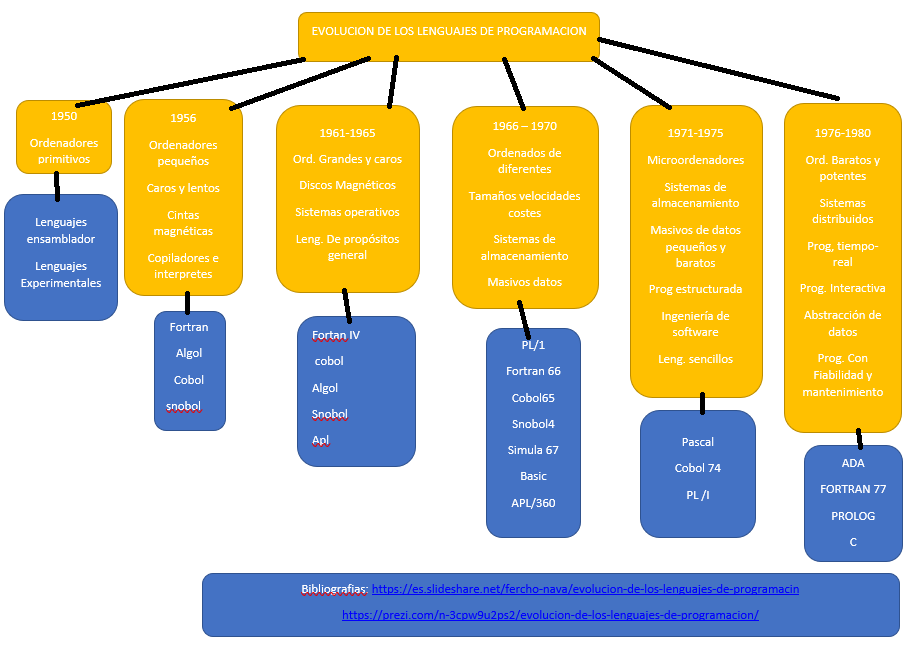 EVOLUCION DE LOS LENGUAJES DE PROGRAMACION
1950
Ordenadores
primitivos
Lenguajes
ensamblador
Lenguajes
Experimentales
1956
Ordenadores
pequeños
Caros y lentos
Cintas
magnéticas
Copiladores e
interpretes
Fortran
Algol
Cobol
snobol
1961-1965
Ord. Grandes y caros
Discos Magnéticos
Sistemas operativos
Leng. De propósitos
general
Fortan IV
cobol
Algol
Snobol
Apl
1966 – 1970
Ordenados de
diferentes
Tamaños velocidades
costes
Sistemas de
almacenamiento
Masivos datos
PL/1
Fortran 66
Cobol65
Snobol4
Simula 67
Basic
APL/360
1971-1975
Microordenadores
Sistemas de
almacenamiento
Masivos de datos
pequeños y
baratos
Prog estructurada
Ingeniería de
software
Leng. sencillos
Pascal
Cobol 74
PL /I
1976-1980
Ord. Baratos y
potentes
Sistemas
distribuidos
Prog, tiempo-
real
Prog. Interactiva
Abstracción de
datos
Prog. Con
Fiabilidad y
mantenimiento
ADA
FORTRAN 77
PROLOG
C
Bibliografias: https://es.slideshare.net/fercho-nava/evolucion-de-los-lenguajes-de-programacin
https://prezi.com/n-3cpw9u2ps2/evolucion-de-los-lenguajes-de-programacion/